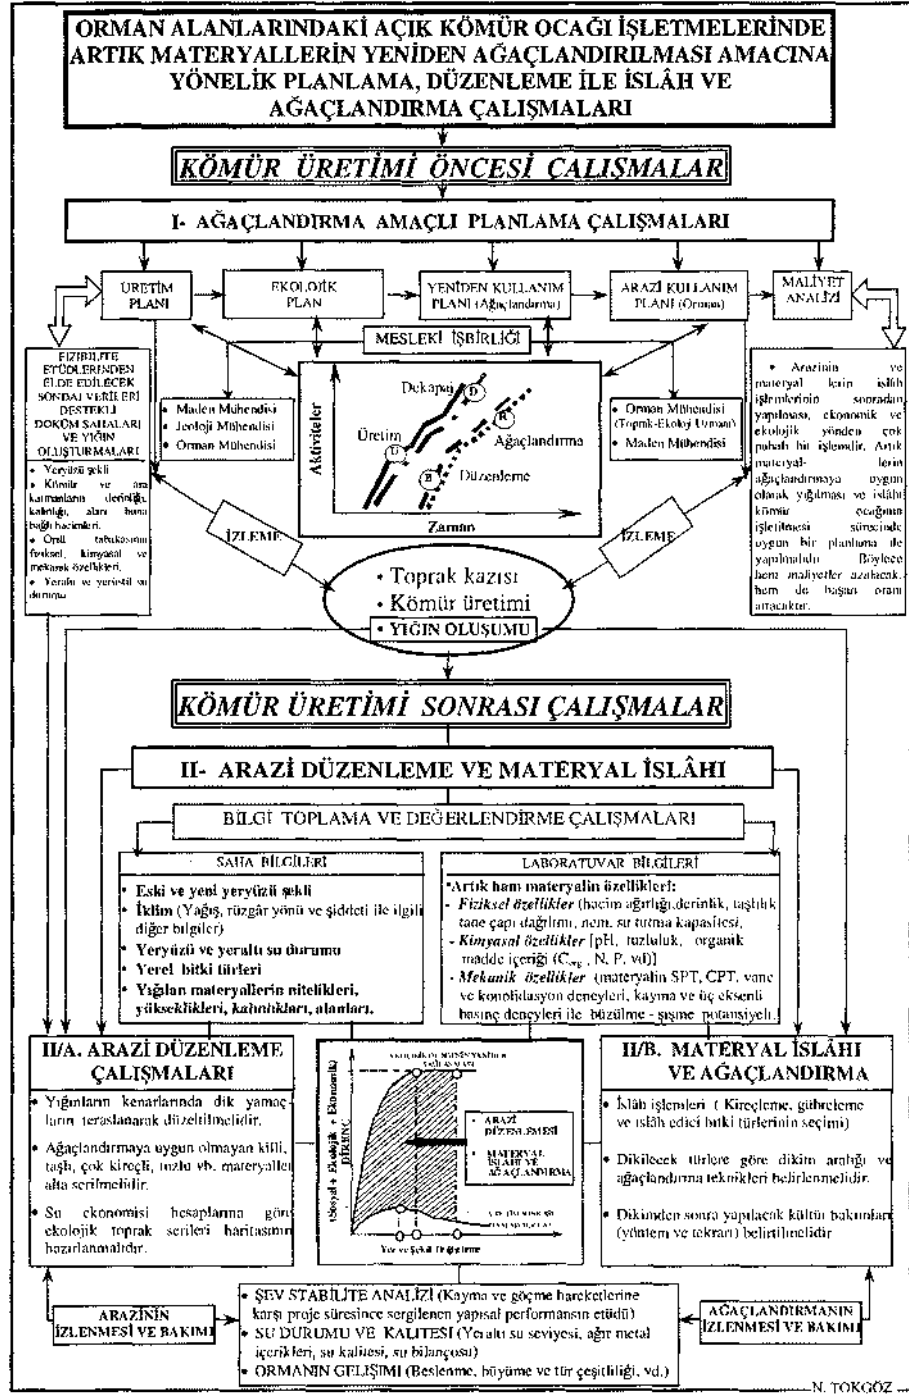 ORMAN ALANLARINDAKİ AÇIK KÖMÜR OCAĞI İŞLETMELERİNDE
ARTIK MATERYALLERİN YENİDEN AĞAÇLANDIRILMASI AMACINA
YÖNELİK PLANLAMA, DÜZENLEME İLE İSLÂH VE
AĞAÇLANDIRMA ÇALIŞMALARI
KÖMÜR ÜRETİMİ ÖNCESİ ÇALIŞMALAR
I- AĞAÇLANDIRMA AMAÇLI PLANLAMA ÇALIŞMALARI
ÜRETİM
PLANI
EKOLOJİK
PLAN
YENİDEN KULLANIM
PLANI (Ağaçlandırma)
ARAZİ KULLANIM
PLANI (Orman)
MALİYET
ANALİZİ
MESLEKİ İŞBİRLİĞİ
FİZİBİLİTE
ETÜDLERİNDEN
ELDE EDİLECEK
SONDAJ VERİLERİ
DESTEKLİ
DÖKÜM SAHALARI
VE YIĞIN
OLUŞTURMALARI
• Yeryüzü şekli
• Kömür ve ara
katmanların derinliği,
kalınlığı, alanı buna
bağlı hacimleri.
• Örtü tabakasının
fiziksel, kimyasal ve
mekanik özellikleri.
• Yeraltı ve yerüstü su
durumu
• Maden Mühendisi
• Jeoloji Mühendisi
• Orman Mühendisi
Aktiviteler
Dekapaj
D
Üretim
Ü
R
Ağaçlandırma
B
Düzenleme
Zaman
• Orman Mühendisi
(Toprak-Ekoloji Uzmanı)
• Maden Mühendisi
• Arazinin ve
materyal lerin islâh
işlemlerinin sonradan
yapılması, ekonomik ve
ekolojik yönden çok
pahalı bir işlemdir. Artık
materyal- lerin
ağaçlandırmaya uygun
olarak yığılması ve islâhı
kömür ocağının
işletilmesi sürecinde
uygun bir planlama ile
yapılmalıdır. Böylece
hem maliyetler azalacak,
hem de başarı oranı
artacaktır.
İZLEME
İZLEME
• Toprak kazısı
• Kömür üretimi
• YIĞIN OLUŞUMU
KÖMÜR ÜRETİMİ SONRASI ÇALIŞMALAR
II- ARAZİ DÜZENLEME VE MATERYAL İSLÂHI
BİLGİ TOPLAMA VE DEĞERLENDİRME ÇALIŞMALARI
SAHA BİLGİLERİ
• Eski ve yeni yeryüzü şekli
• İklim (Yağış, rüzgâr yönü ve şiddeti ile ilgili
diğer bilgiler)
• Yeryüzü ve yeraltı su durumu
• Yerel bitki türleri
• Yığılan materyallerin nitelikleri,
yükseklikleri, kalınlıkları, alanları.
LABORATUVAR BİLGİLERİ
•Artık ham materyalin özellikleri:
- Fiziksel özellikler (hacim ağırlığı,derinlik, taşlılık
tane çapı dağılımı, nem, su tutma kapasitesi,
- Kimyasal özellikler [pH, tuzluluk, organik
madde içeriği (Corg , N, P, vd)]
- Mekanik özellikler (materyalin SPT, CPT, vane
ve konsolidasyon deneyleri, kayma ve üç eksenli
basınç deneyleri ile büzülme - şişme potansiyeli.
II/A. ARAZİ DÜZENLEME
ÇALIŞMALARI
• Yığınların kenarlarında dik yamaç-
ların teraslanarak düzeltilmelidir.
• Ağaçlandırmaya uygun olmayan killi,
taşlı, çok kireçli, tuzlu vb. materyaller
alta serilmelidir.
• Su ekonomisi hesaplarına göre
ekolojik toprak serileri haritasının
hazırlanmalıdır.
(Sosyal + Ekolojik + Ekonomik)
DİRENÇ
• ARAZİ
DÜZENLEMESİ
• MATERYAL
İSLÂHI VE
AĞAÇLANDIRMA
Yer ve Şekil Değiştirme
II/B. MATERYAL İSLÂHI
VE AĞAÇLANDIRMA
• İslâh işlemleri ( Kireçleme, gübreleme
ve islâh edici bitki türlerinin seçimi)
• Dikilecek türlere göre dikim aralığı ve
ağaçlandırma teknikleri belirlenmelidir.
• Dikimden sonra yapılacak kültür bakımları
(yöntem ve tekrarı) belirtilmelidir
ARAZİNİN
İZLENMESİ VE BAKIMI
• ŞEV STABİLİTE ANALİZİ (Kayma ve göçme hareketlerine
karşı proje süresince sergilenen yapısal performansın etüdü)
• SU DURUMU VE KALİTESİ (Yeraltı su seviyesi, ağır metal
içerikleri, su kalitesi, su bilançosu)
• ORMANIN GELİŞİMİ (Beslenme, büyüme ve tür çeşitliliği, vd.)
AĞAÇLANDIRMANIN
İZLENMESİ VE BAKIMI
N. TOKGÖZ